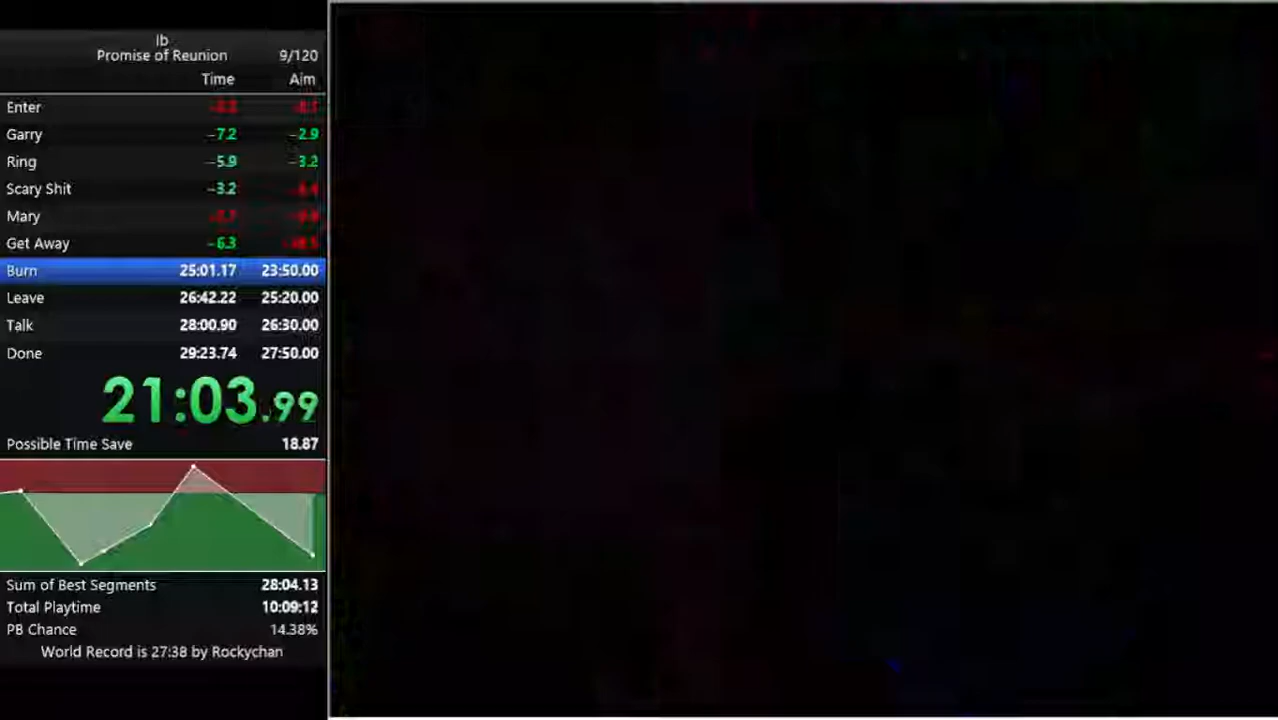 Ib
Promise of Reunion 9/120
Time Aim
Enter
Garry −7.2 −2.9
Ring −5.9 −3.2
Scary Shit −3.2
Mary
Get Away −6.3
Burn 25:01.17 23:50.00
Leave 26:42.22 25:20.00
Talk 28:00.90 26:30.00
Done 29:23.74 27:50.00
21:03.99
Possible Time Save 18.87
Sum of Best Segments 28:04.13
Total Playtime 10:09:12
PB Chance 14.38%
World Record is 27:38 by Rockychan